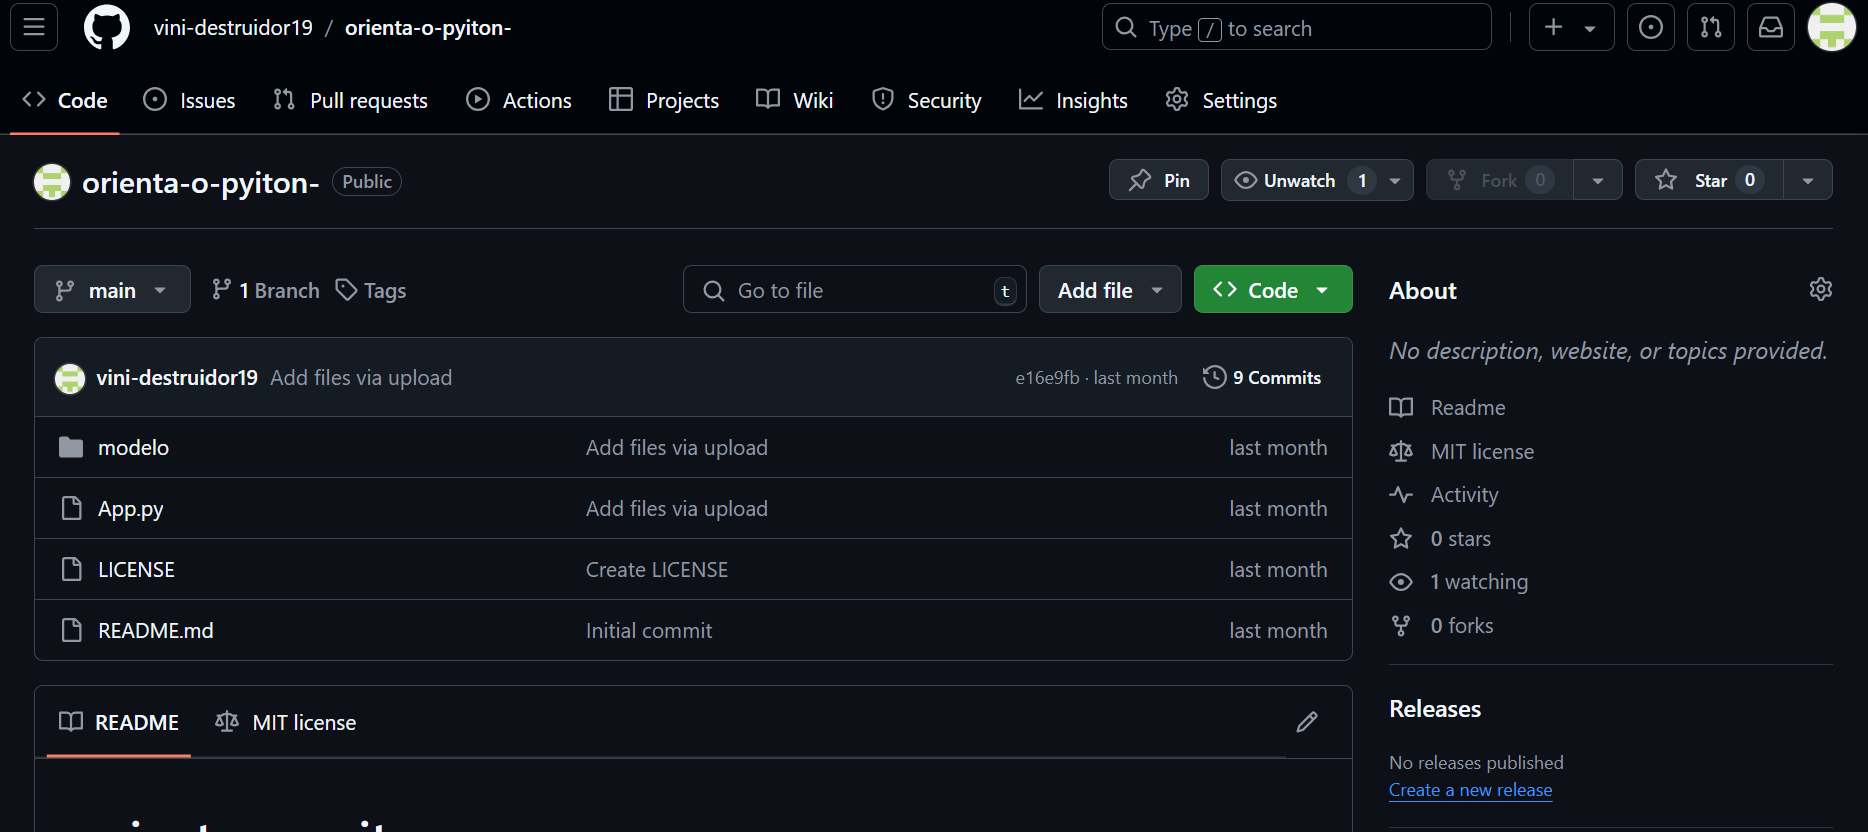 vini-destruidor19 / orienta-o-pyiton-
Type / to search
Code Issues Pull requests Actions Projects Wiki Security Insights Settings
orienta-o-pyiton- Public
Pin Unwatch 1 Fork 0 Star 0
main 1 Branch Tags Go to file t Add file Code
vini-destruidor19 Add files via upload e16e9fb · last month 9 Commits
modelo Add files via upload last month
App.py Add files via upload last month
LICENSE Create LICENSE last month
README.md Initial commit last month
README MIT license
About
No description, website, or topics provided.
Readme
MIT license
Activity
0 stars
1 watching
0 forks
Releases
No releases published
Create a new release